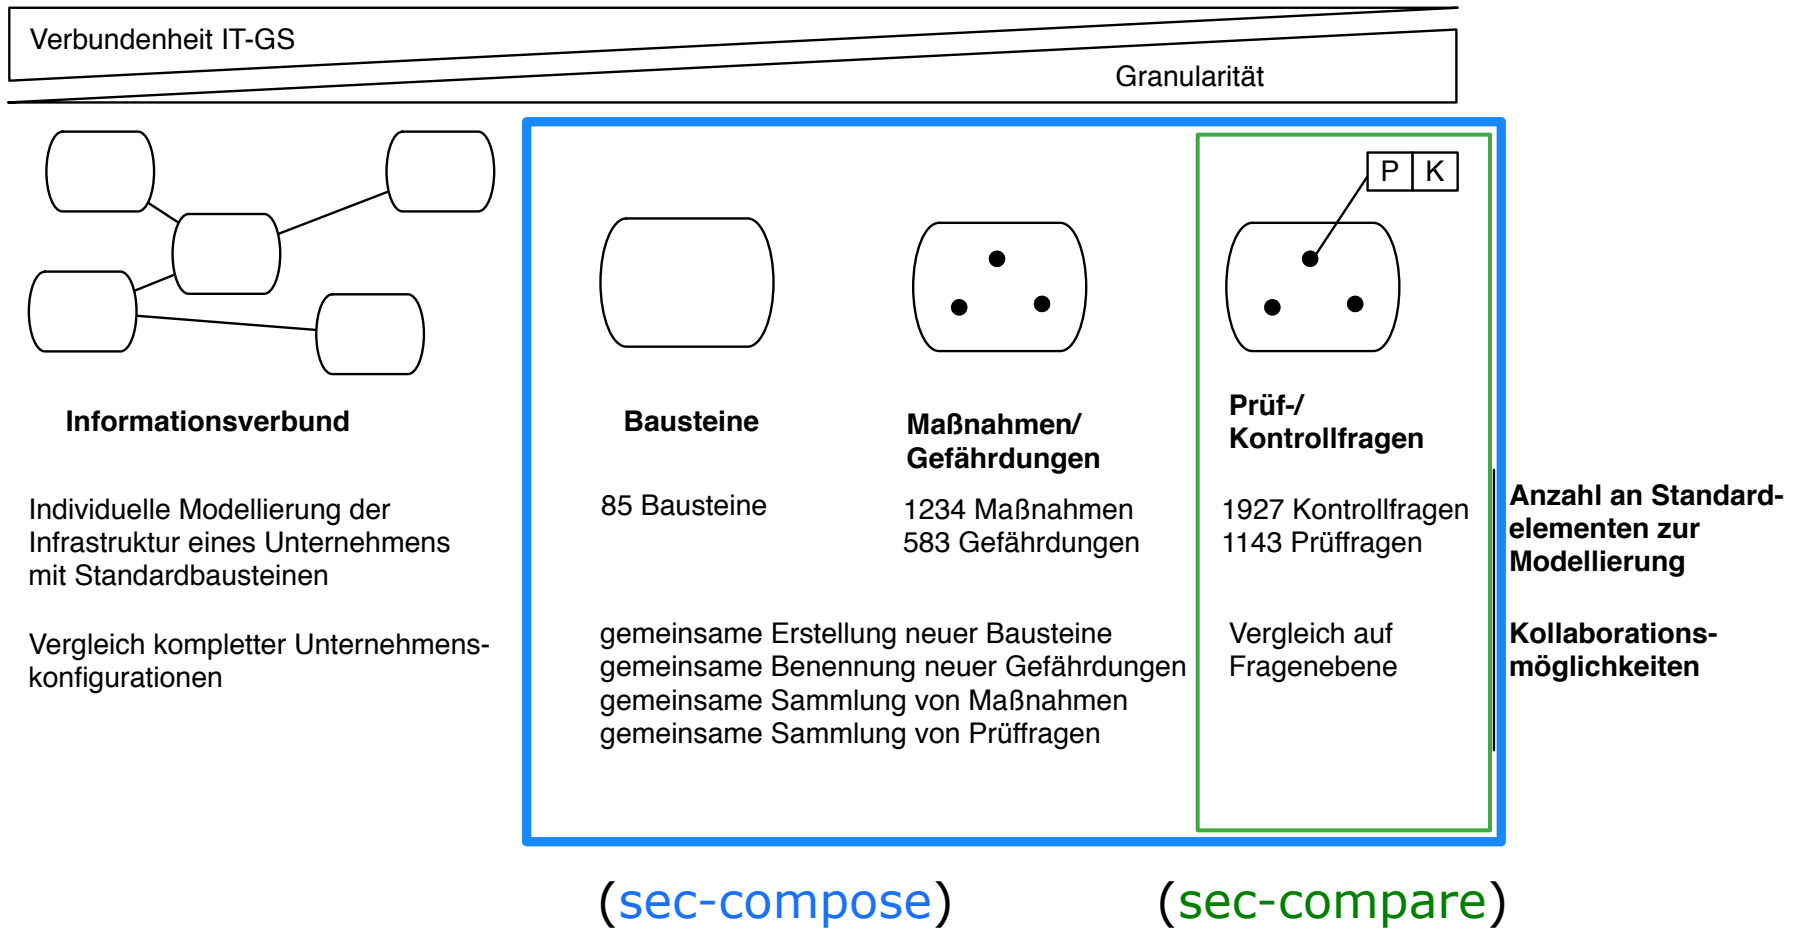 Verbundenheit IT-GS
Granularität
P K
Informationsverbund
Individuelle Modellierung der
Infrastruktur eines Unternehmens
mit Standardbausteinen
Vergleich kompletter Unternehmens-
konfigurationen
Bausteine
85 Bausteine
Maßnahmen/
Gefährdungen
1234 Maßnahmen
583 Gefährdungen
gemeinsame Erstellung neuer Bausteine
gemeinsame Benennung neuer Gefährdungen
gemeinsame Sammlung von Maßnahmen
gemeinsame Sammlung von Prüffragen
Prüf-/
Kontrollfragen
1927 Kontrollfragen
1143 Prüffragen
Vergleich auf
Fragenebene
Anzahl an Standard-
elementen zur
Modellierung
Kollaborations-
möglichkeiten
(sec-compose)
(sec-compare)